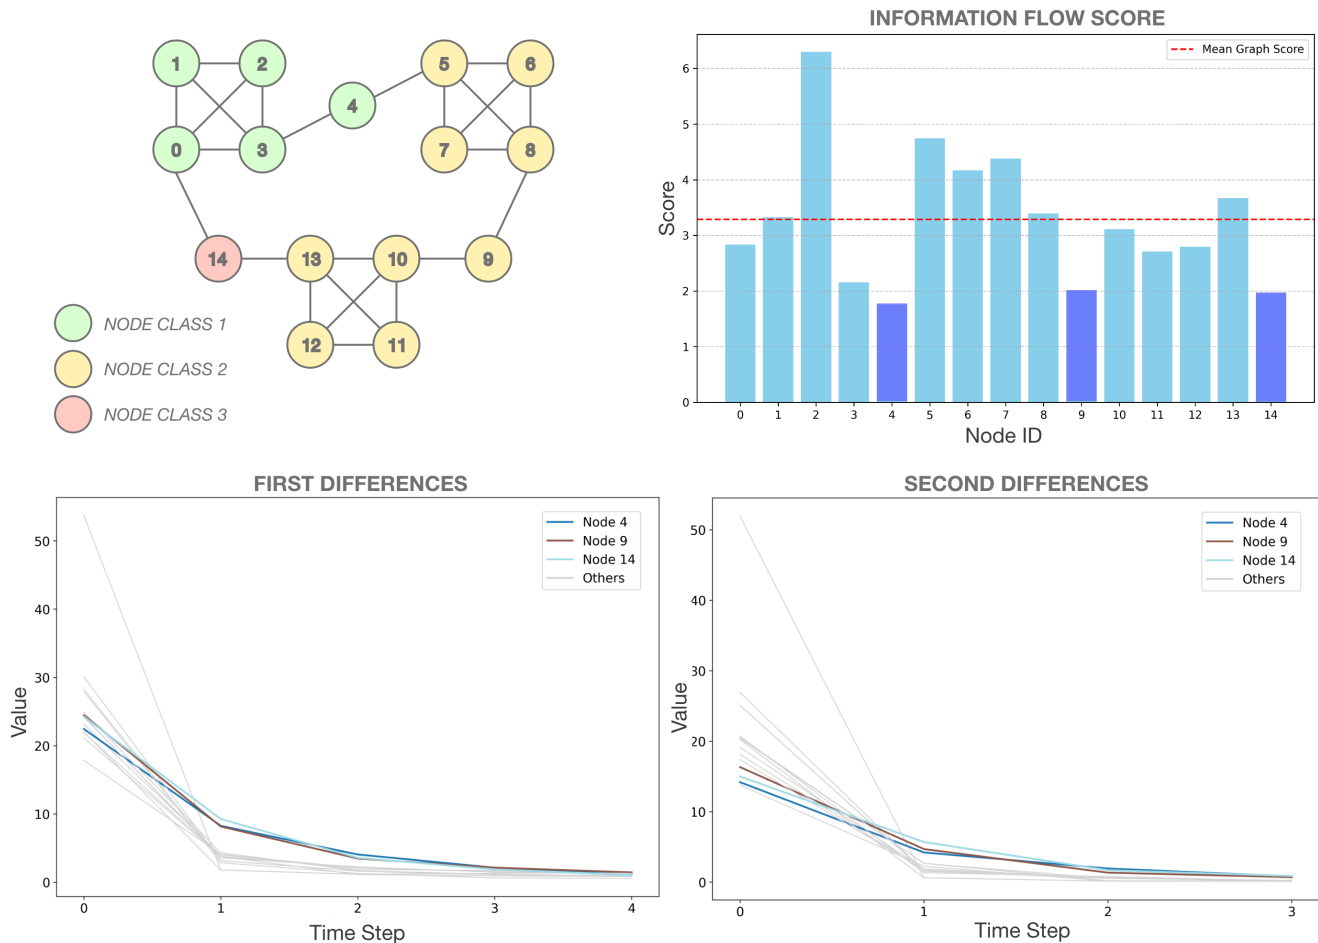 1 2
4
5 6
0 3
7 8
14 13 10 9
12 11
NODE CLASS 1
NODE CLASS 2
NODE CLASS 3
INFORMATION FLOW SCORE
Mean Graph Score
Score
6
5
4
3
2
1
0
0 1 2 3 4 5 6 7 8 9 10 11 12 13 14
Node ID
FIRST DIFFERENCES
Node 4
Node 9
Node 14
Others
Value
50
40
30
20
10
0
0 1 2 3 4
Time Step
SECOND DIFFERENCES
Node 4
Node 9
Node 14
Others
Value
50
40
30
20
10
0
0 1 2 3
Time Step